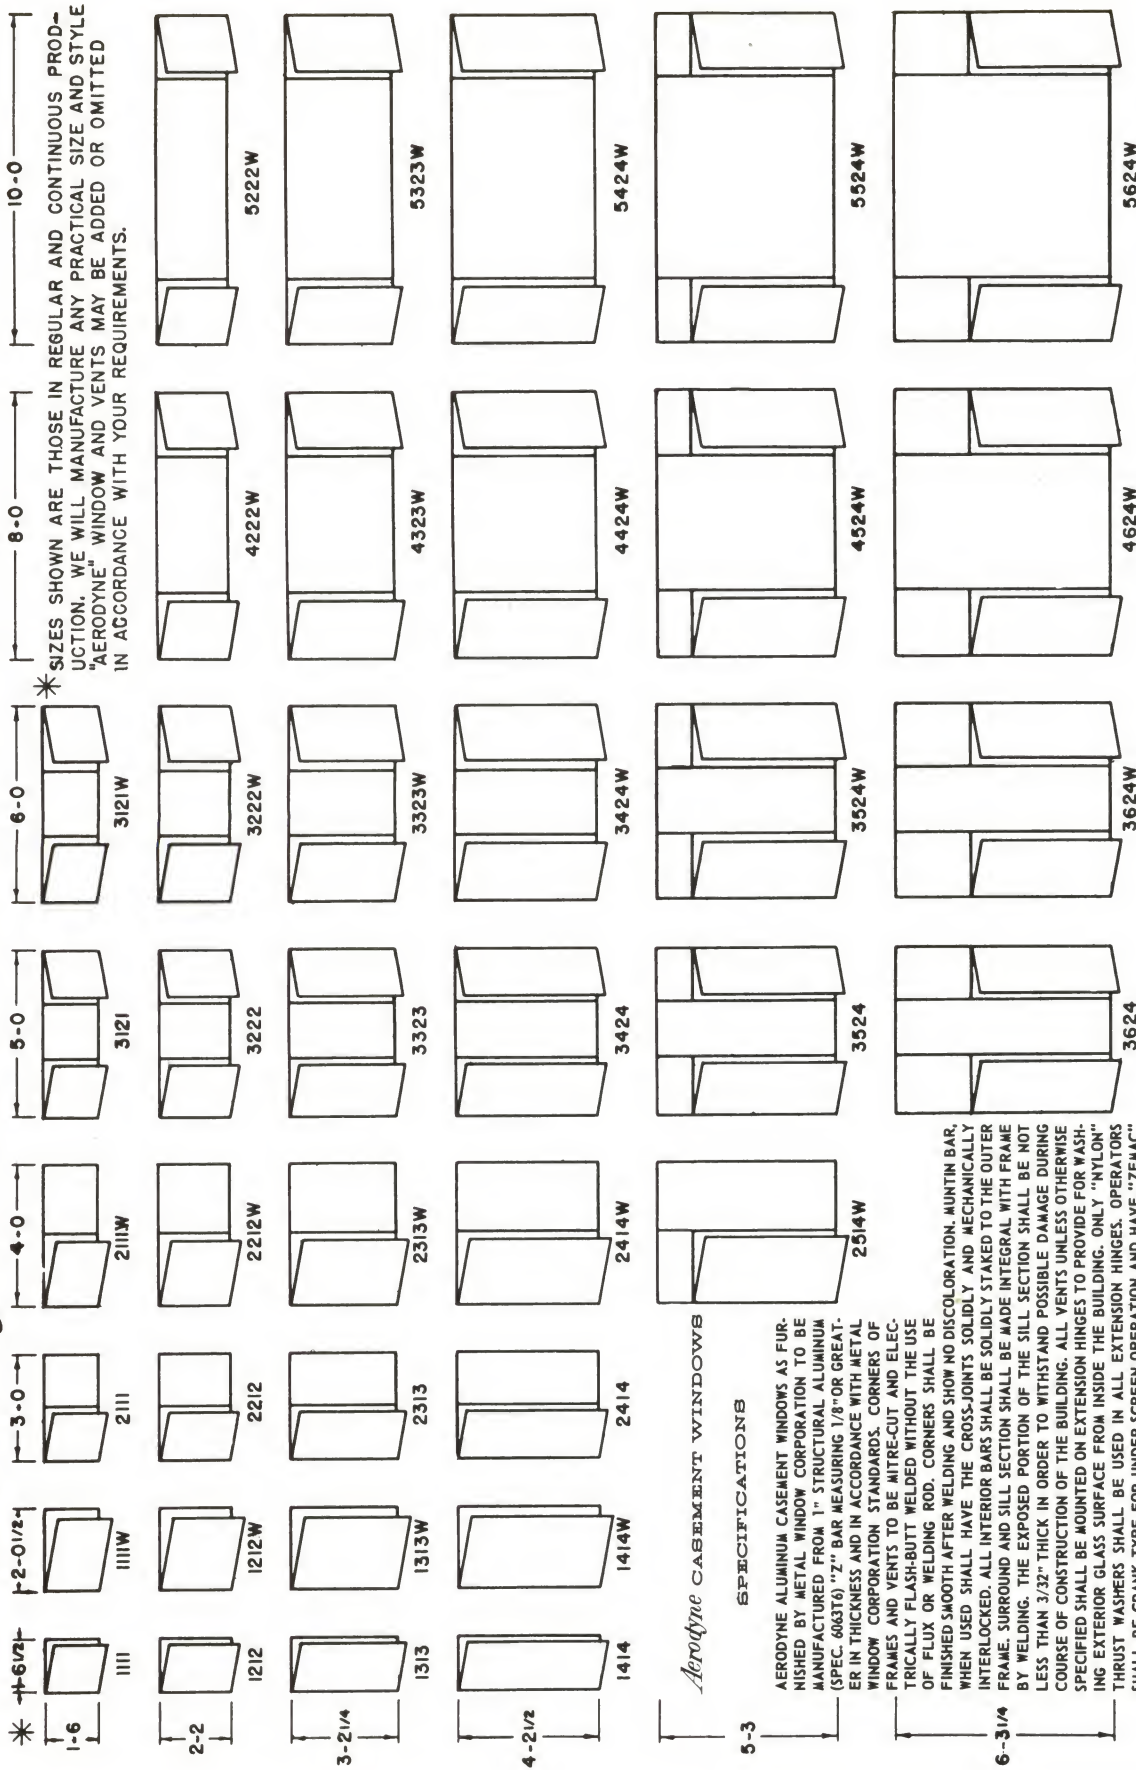 * 1-6 1/2 2-0 1/2 3-0 4-0 5-0 6-0 8-0 10-0
* SIZES SHOWN ARE THOSE IN REGULAR AND CONTINUOUS PROD-
UCTION. WE WILL MANUFACTURE ANY PRACTICAL SIZE AND STYLE
"AERODYNE" WINDOW AND VENTS MAY BE ADDED OR OMITTED
IN ACCORDANCE WITH YOUR REQUIREMENTS.
1-6
1111 1111W 2111 2111W 3121 3121W
2-2
1212 1212W 2212 2212W 3222 3222W 4222W 5222W
3-2 1/4
1313 1313W 2313 2313W 3323 3323W 4323W 5323W
4-2 1/2
1414 1414W 2414 2414W 3424 3424W 4424W 5424W
5-3
2514W 3524 3524W 4524W 5524W
6-3 1/4
3624 3624W 4624W 5624W
Aerodyne CASEMENT WINDOWS
SPECIFICATIONS
AERODYNE ALUMINUM CASEMENT WINDOWS AS FUR-
NISHED BY METAL WINDOW CORPORATION TO BE
MANUFACTURED FROM 1" STRUCTURAL ALUMINUM
(SPEC. 6063T6) "Z" BAR MEASURING 1/8" OR GREAT-
ER IN THICKNESS AND IN ACCORDANCE WITH METAL
WINDOW CORPORATION STANDARDS. CORNERS OF
FRAMES AND VENTS TO BE MITRE-CUT AND ELEC-
TRICALLY FLASH-BUTT WELDED WITHOUT THE USE
OF FLUX OR WELDING ROD. CORNERS SHALL BE
FINISHED SMOOTH AFTER WELDING AND SHOW NO DISCOLORATION. MUNTIN BAR,
WHEN USED SHALL HAVE THE CROSS-JOINTS SOLIDLY AND MECHANICALLY
INTERLOCKED. ALL INTERIOR BARS SHALL BE SOLIDLY STAKED TO THE OUTER
FRAME. SURROUND AND SILL SECTION SHALL BE MADE INTEGRAL WITH FRAME
BY WELDING. THE EXPOSED PORTION OF THE SILL SECTION SHALL BE NOT
LESS THAN 3/32" THICK IN ORDER TO WITHSTAND POSSIBLE DAMAGE DURING
COURSE OF CONSTRUCTION OF THE BUILDING. ALL VENTS UNLESS OTHERWISE
SPECIFIED SHALL BE MOUNTED ON EXTENSION HINGES TO PROVIDE FOR WASH-
ING EXTERIOR GLASS SURFACE FROM INSIDE THE BUILDING. ONLY "NYLON"
THRUST WASHERS SHALL BE USED IN ALL EXTENSION HINGES. OPERATORS
SHALL BE CRANK TYPE FOR UNDER SCREEN OPERATION AND HAVE "ZEMAC"